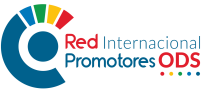 Red Internacional
Promotores ODS